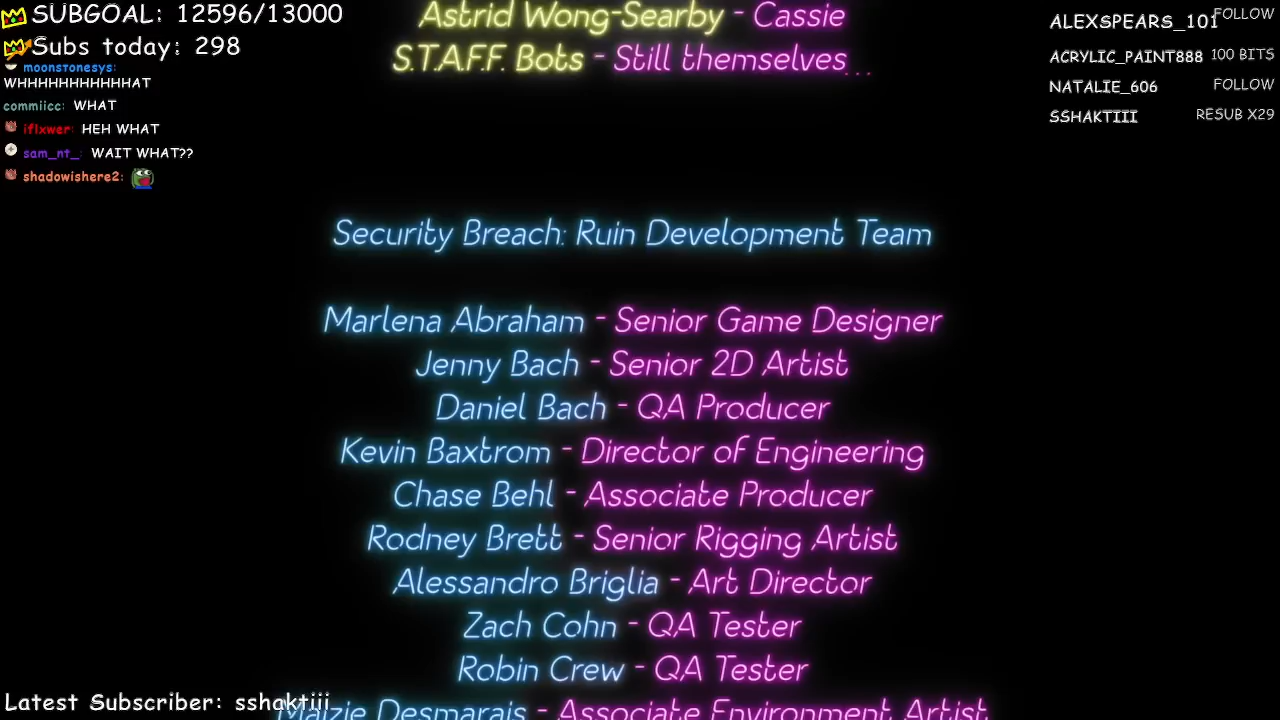 SUBGOAL: 12596/13000
Subs today: 298
moonstonesys:
WHHHHHHHHHHHAT
commiicc: WHAT
iflxwer: HEH WHAT
sam_nt_: WAIT WHAT??
shadowishere2:
Astrid Wong-Searby - Cassie
S.T.A.F.F. Bots - Still themselves...
ALEXSPEARS_101 FOLLOW
ACRYLIC_PAINT888 100 BITS
NATALIE_606 FOLLOW
SSHAKTIII RESUB X29
Security Breach: Ruin Development Team
Marlena Abraham - Senior Game Designer
Jenny Bach - Senior 2D Artist
Daniel Bach - QA Producer
Kevin Baxtrom - Director of Engineering
Chase Behl - Associate Producer
Rodney Brett - Senior Rigging Artist
Alessandro Briglia - Art Director
Zach Cohn - QA Tester
Robin Crew - QA Tester
Maizie Desmarais - Associate Environment Artist
Latest Subscriber: sshaktiii